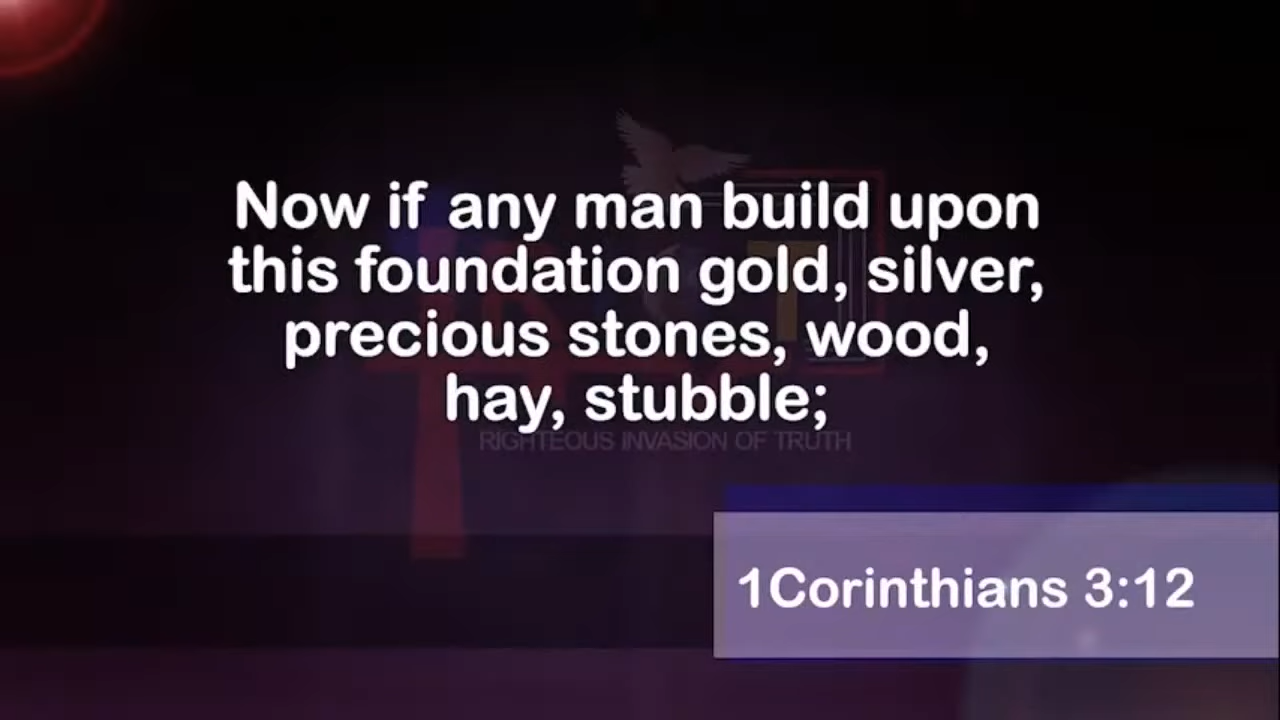 Now if any man build upon
this foundation gold, silver,
precious stones, wood,
hay, stubble;
RIGHTEOUS INVASION OF TRUTH
1Corinthians 3:12